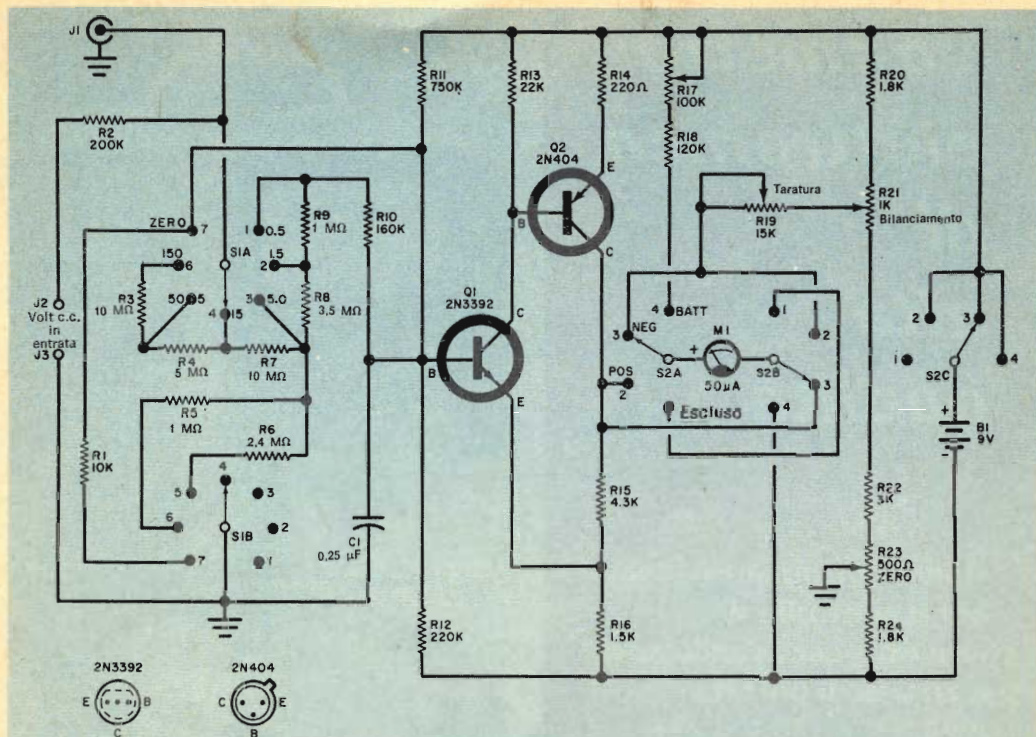 J1
R2
200K
ZERO
7
S1A
1
0.5
150
6
2
1.5
R3
10 MΩ
50
5
4
15
3
5.0
R4
5 MΩ
R7
10 MΩ
R9
1 MΩ
R8
3,5 MΩ
R10
160K
J2
Volt c.c.
in
entrata
J3
R5
1 MΩ
R6
2,4 MΩ
R1
10K
4
5
3
6
2
S1B
7
1
C1
0,25 µF
R11
750K
R12
220K
Q1
2N3392
B
C
E
R13
22K
R14
220Ω
Q2
2N404
E
B
C
R17
100K
R18
120K
Taratura
R19
15K
R20
1.8K
R21
1K
Bilanciamento
4
BATT
1
3
NEG
M1
2
+
S2A
50µA
S2B
3
POS
2
Escluso
4
R15
4.3K
R16
1.5K
2
3
1
4
S2C
+
B1
9V
-
R22
3K
R23
500Ω
ZERO
R24
1.8K
2N3392
E
B
C
2N404
C
E
B